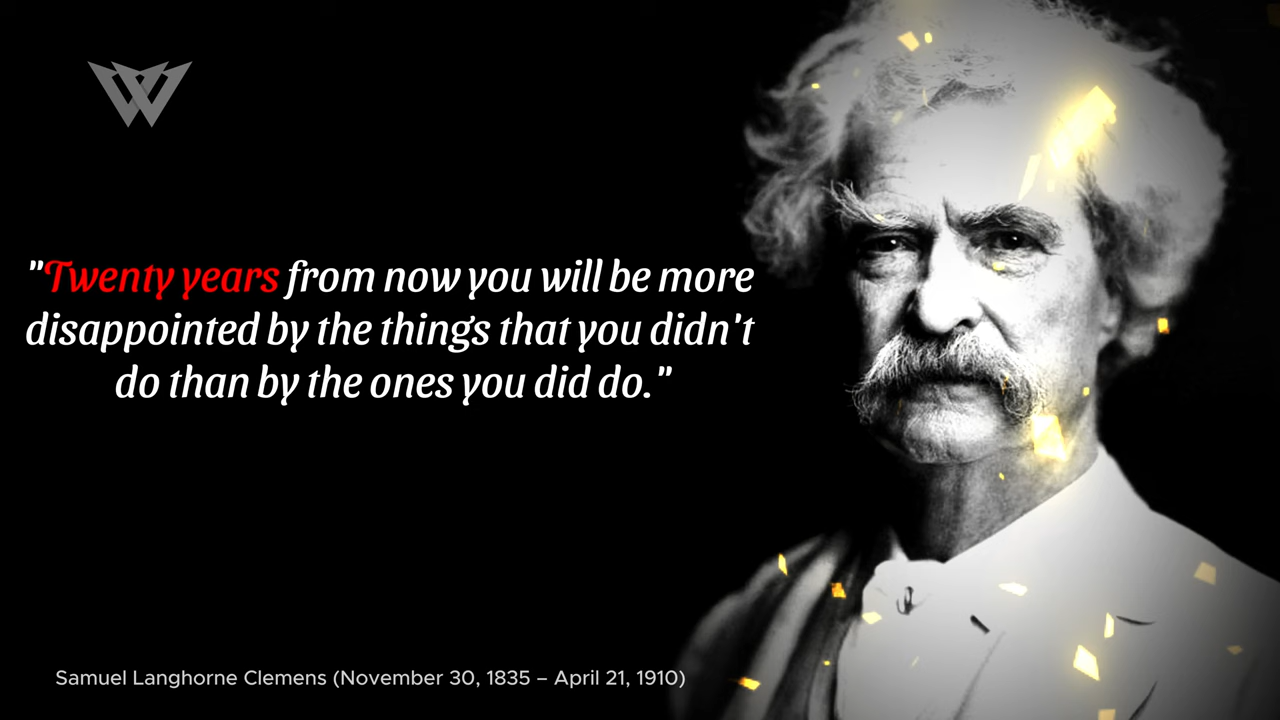 W
"Twenty years from now you will be more
disappointed by the things that you didn't
do than by the ones you did do."
Samuel Langhorne Clemens (November 30, 1835 – April 21, 1910)